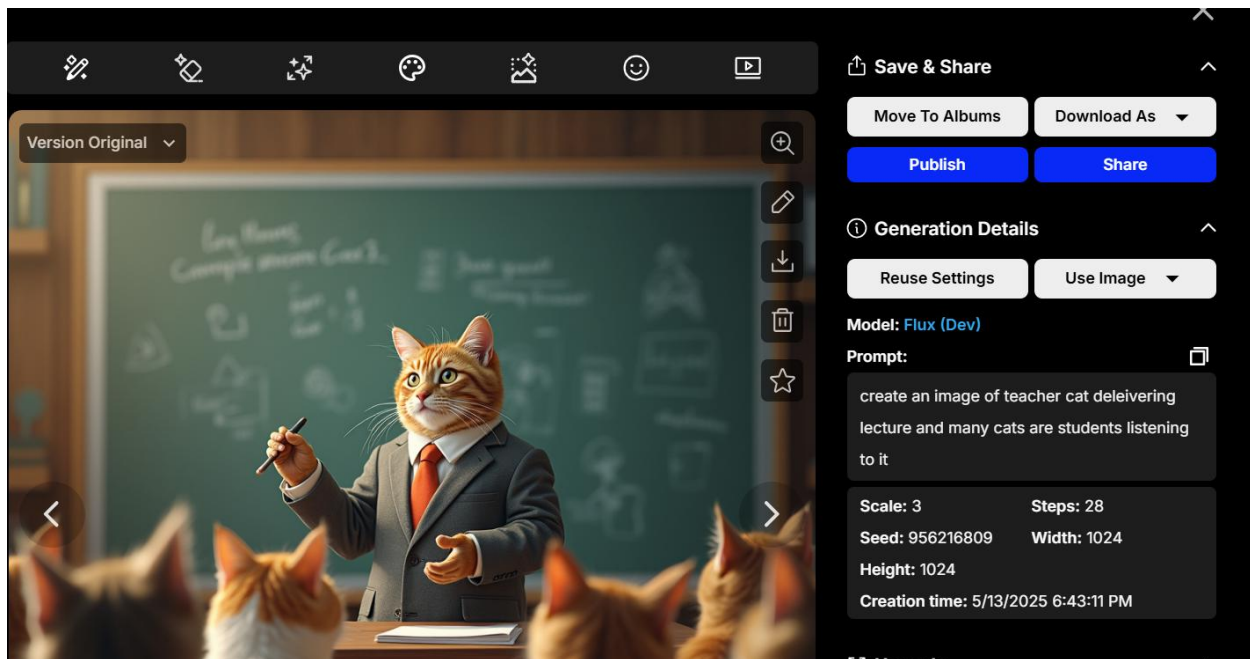 Save & Share
Version Original
Move To Albums
Download As
Publish
Share
Generation Details
Reuse Settings
Use Image
Model: Flux (Dev)
Prompt:
create an image of teacher cat deleivering
lecture and many cats are students listening
to it
Scale: 3
Steps: 28
Seed: 956216809
Width: 1024
Height: 1024
Creation time: 5/13/2025 6:43:11 PM